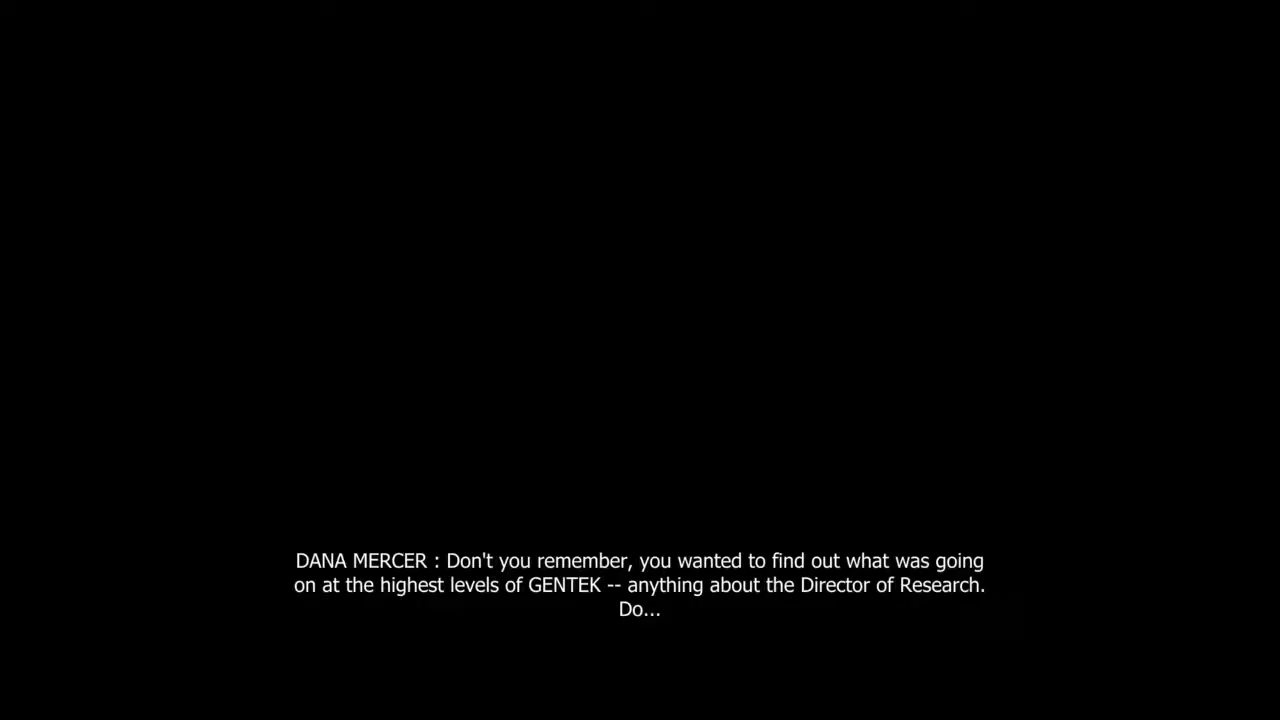 DANA MERCER : Don't you remember, you wanted to find out what was going
on at the highest levels of GENTEK -- anything about the Director of Research.
Do...